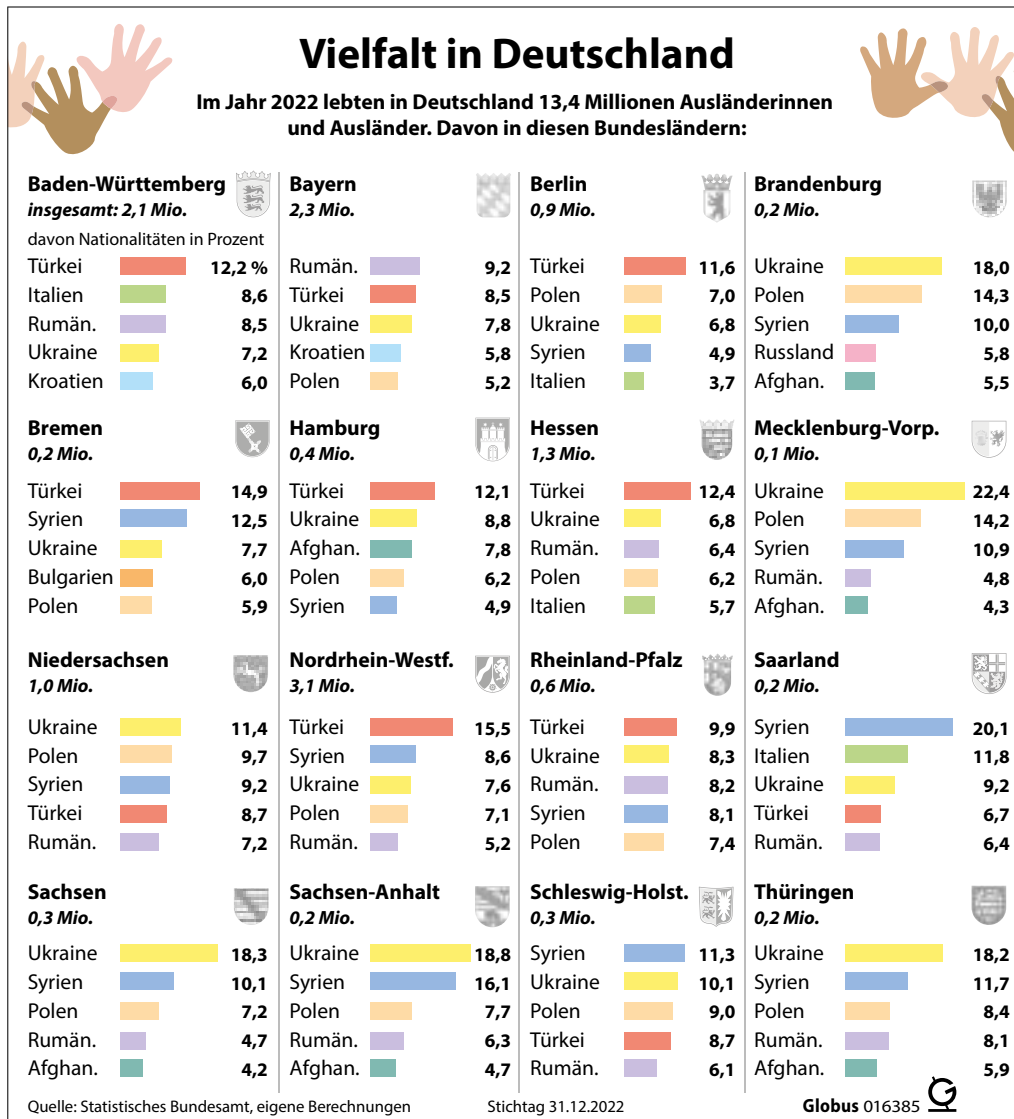 Vielfalt in Deutschland
Im Jahr 2022 lebten in Deutschland 13,4 Millionen Ausländerinnen
und Ausländer. Davon in diesen Bundesländern:
Baden-Württemberg
insgesamt: 2,1 Mio.
davon Nationalitäten in Prozent
Türkei 12,2 %
Italien 8,6
Rumän. 8,5
Ukraine 7,2
Kroatien 6,0
Bayern
2,3 Mio.
Rumän. 9,2
Türkei 8,5
Ukraine 7,8
Kroatien 5,8
Polen 5,2
Berlin
0,9 Mio.
Türkei 11,6
Polen 7,0
Ukraine 6,8
Syrien 4,9
Italien 3,7
Brandenburg
0,2 Mio.
Ukraine 18,0
Polen 14,3
Syrien 10,0
Russland 5,8
Afghan. 5,5
Bremen
0,2 Mio.
Türkei 14,9
Syrien 12,5
Ukraine 7,7
Bulgarien 6,0
Polen 5,9
Hamburg
0,4 Mio.
Türkei 12,1
Ukraine 8,8
Afghan. 7,8
Polen 6,2
Syrien 4,9
Hessen
1,3 Mio.
Türkei 12,4
Ukraine 6,8
Rumän. 6,4
Polen 6,2
Italien 5,7
Mecklenburg-Vorp.
0,1 Mio.
Ukraine 22,4
Polen 14,2
Syrien 10,9
Rumän. 4,8
Afghan. 4,3
Niedersachsen
1,0 Mio.
Ukraine 11,4
Polen 9,7
Syrien 9,2
Türkei 8,7
Rumän. 7,2
Nordrhein-Westf.
3,1 Mio.
Türkei 15,5
Syrien 8,6
Ukraine 7,6
Polen 7,1
Rumän. 5,2
Rheinland-Pfalz
0,6 Mio.
Türkei 9,9
Ukraine 8,3
Rumän. 8,2
Syrien 8,1
Polen 7,4
Saarland
0,2 Mio.
Syrien 20,1
Italien 11,8
Ukraine 9,2
Türkei 6,7
Rumän. 6,4
Sachsen
0,3 Mio.
Ukraine 18,3
Syrien 10,1
Polen 7,2
Rumän. 4,7
Afghan. 4,2
Sachsen-Anhalt
0,2 Mio.
Ukraine 18,8
Syrien 16,1
Polen 7,7
Rumän. 6,3
Afghan. 4,7
Schleswig-Holst.
0,3 Mio.
Syrien 11,3
Ukraine 10,1
Polen 9,0
Türkei 8,7
Rumän. 6,1
Thüringen
0,2 Mio.
Ukraine 18,2
Syrien 11,7
Polen 8,4
Rumän. 8,1
Afghan. 5,9
Quelle: Statistisches Bundesamt, eigene Berechnungen Stichtag 31.12.2022 Globus 016385